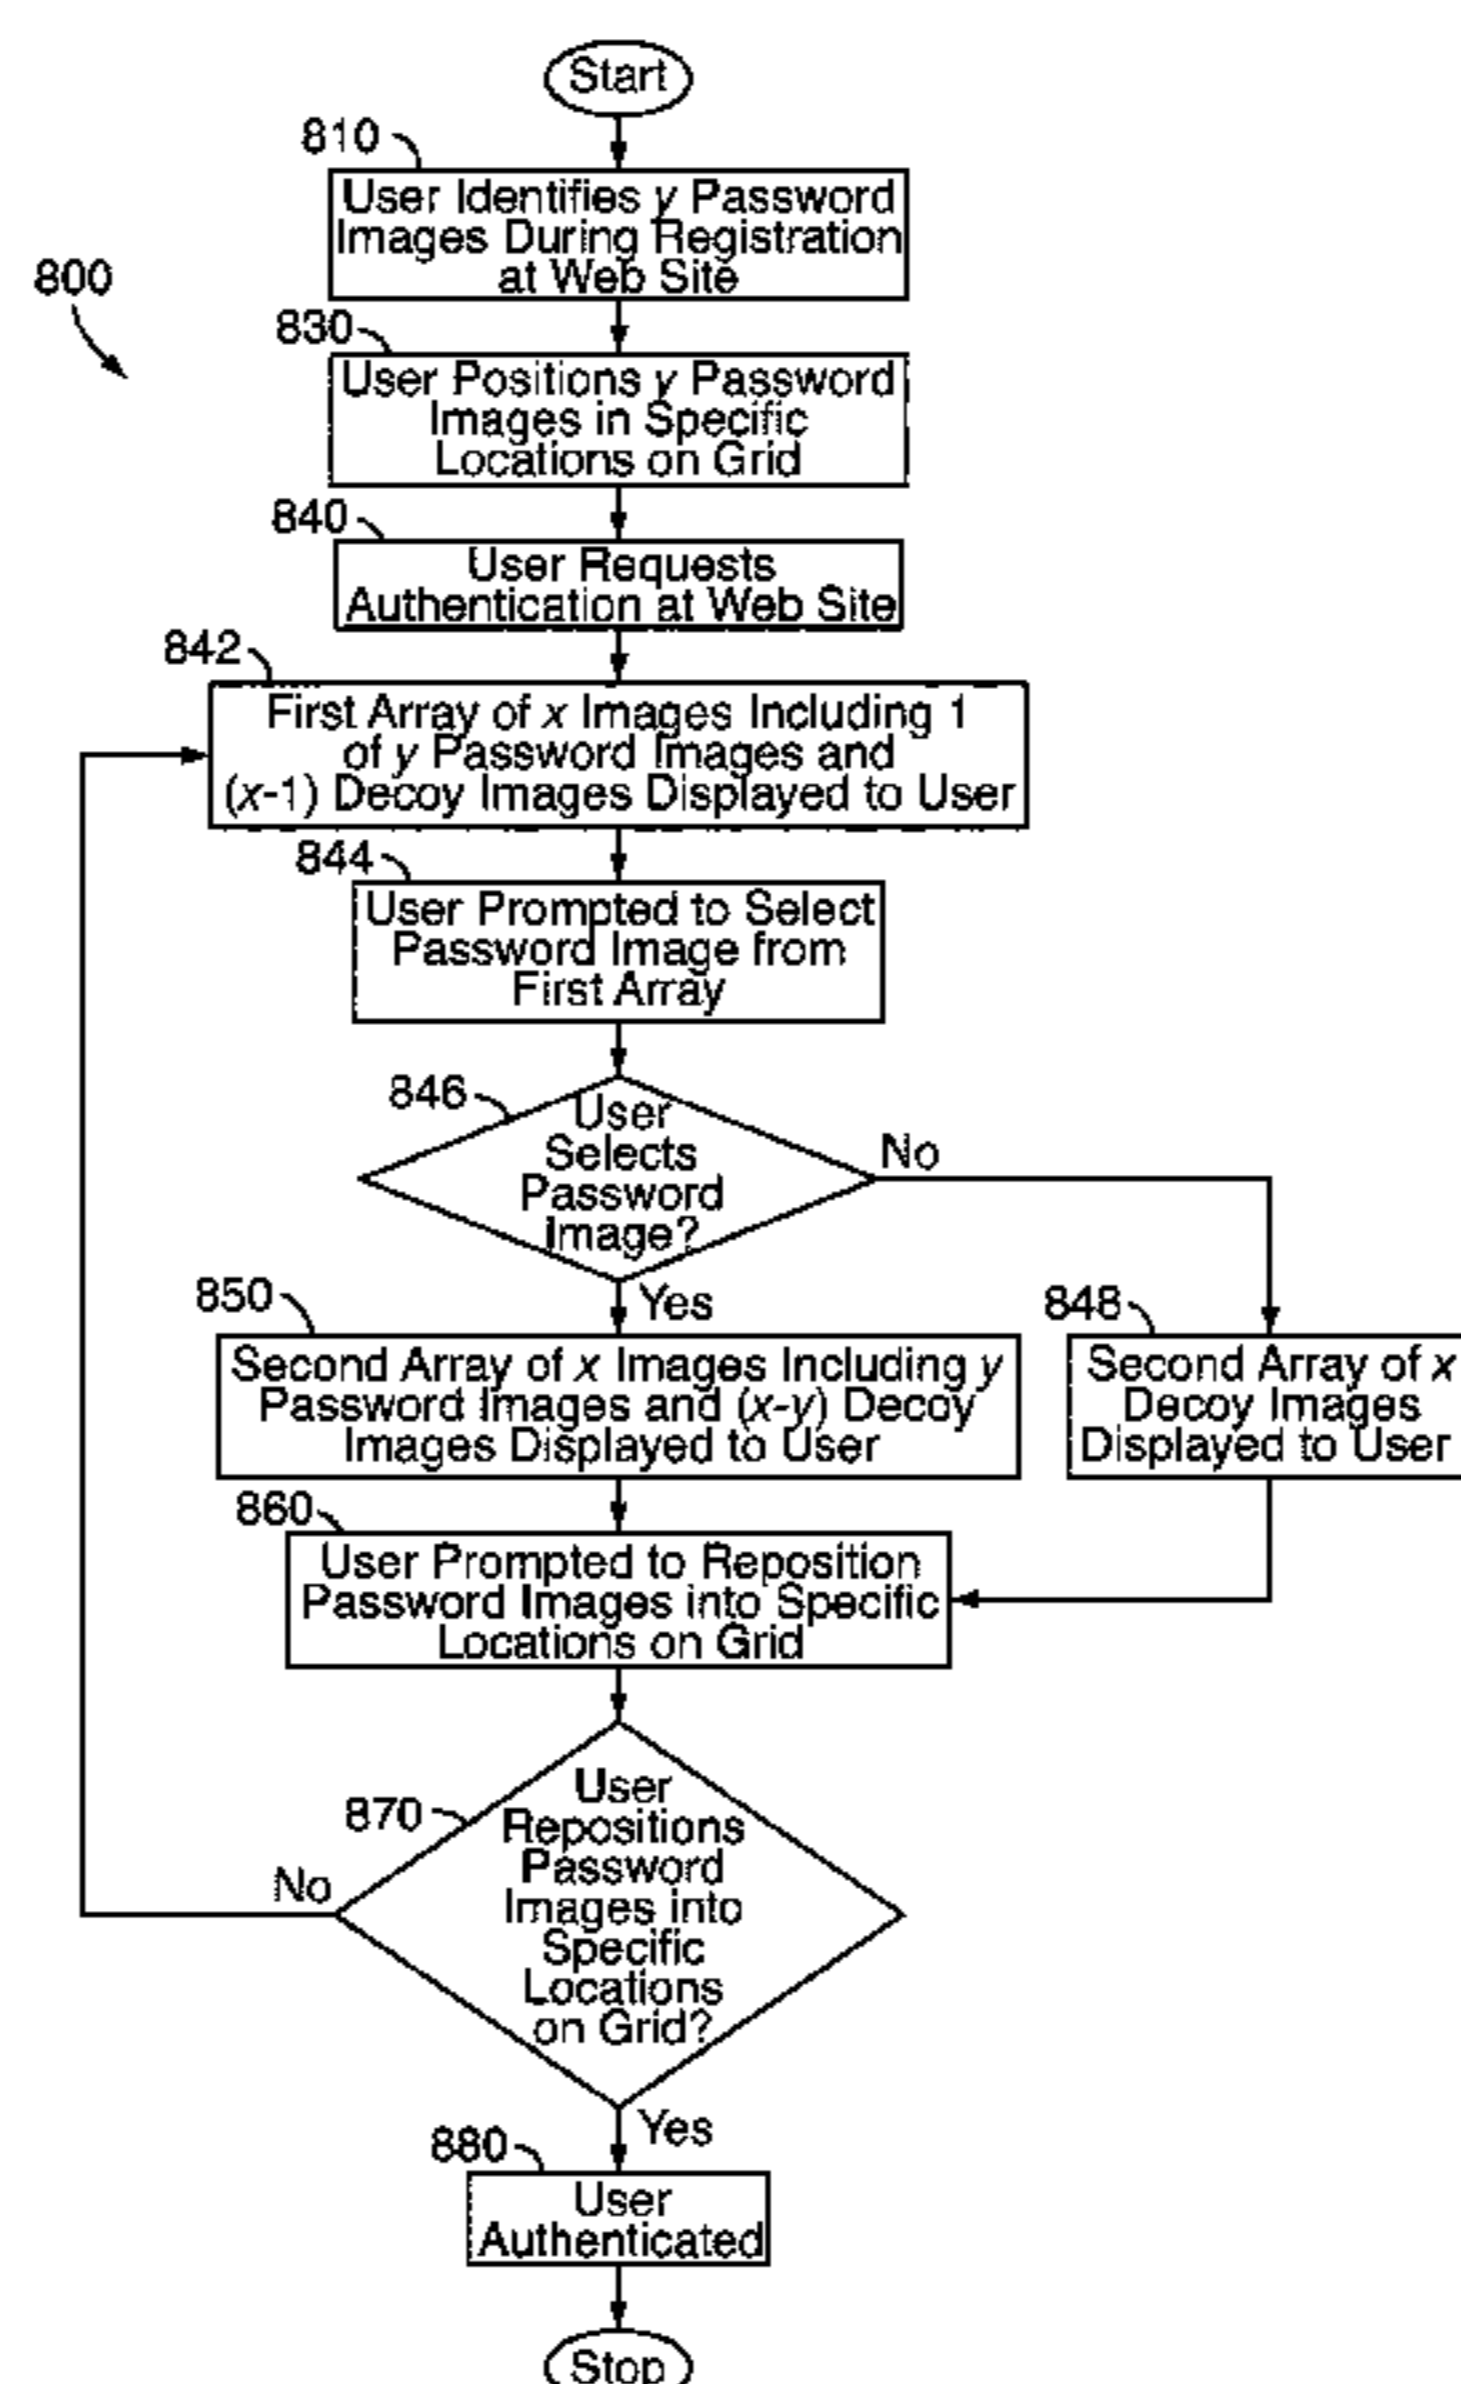 Start
810
User Identifies y Password
Images During Registration
at Web Site
800
830
User Positions y Password
Images in Specific
Locations on Grid
840
User Requests
Authentication at Web Site
842
First Array of x Images Including 1
of y Password Images and
(x-1) Decoy Images Displayed to User
844
User Prompted to Select
Password Image from
First Array
846
User
Selects
Password
Image?
No
Yes
850
Second Array of x Images Including y
Password Images and (x-y) Decoy
Images Displayed to User
848
Second Array of x
Decoy Images
Displayed to User
860
User Prompted to Reposition
Password Images into Specific
Locations on Grid
870
User
Repositions
Password
Images into
Specific
Locations
on Grid?
No
Yes
880
User
Authenticated
Stop